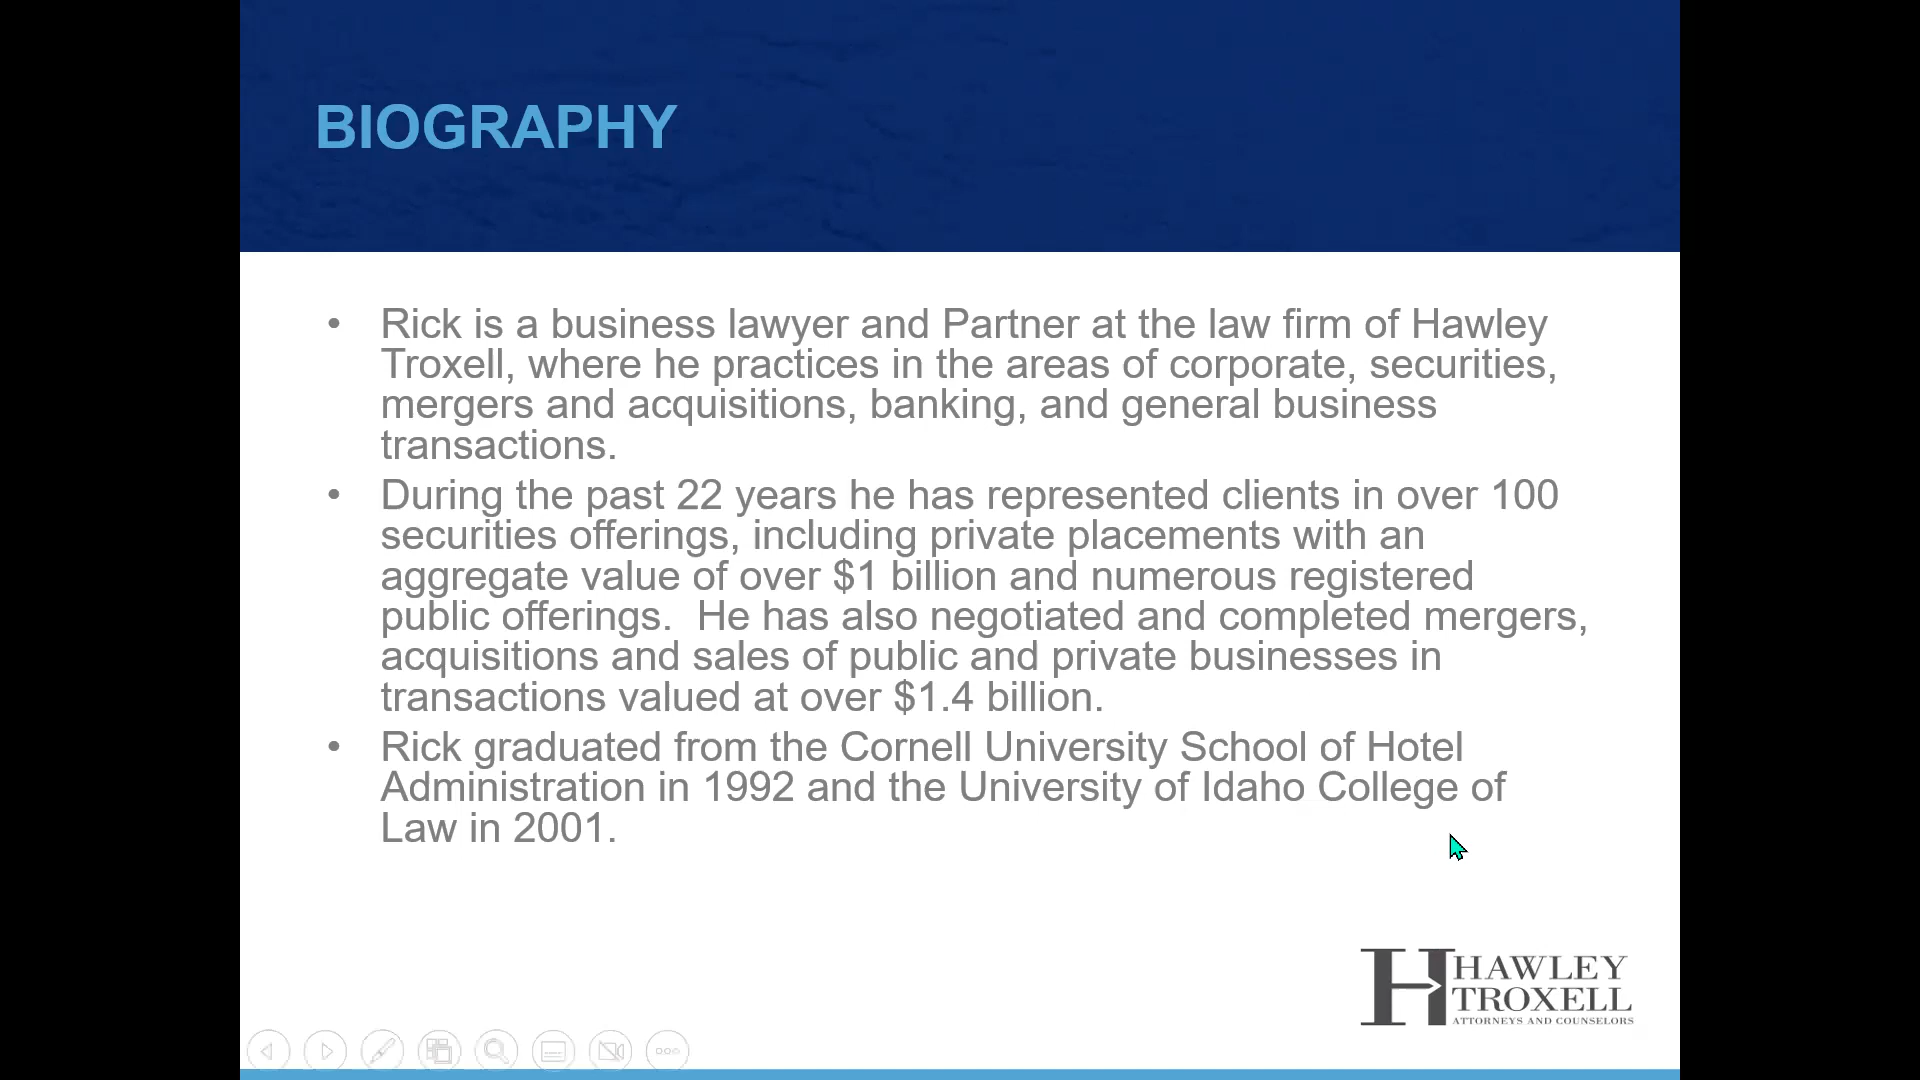 BIOGRAPHY
• Rick is a business lawyer and Partner at the law firm of Hawley
Troxell, where he practices in the areas of corporate, securities,
mergers and acquisitions, banking, and general business
transactions.
• During the past 22 years he has represented clients in over 100
securities offerings, including private placements with an
aggregate value of over $1 billion and numerous registered
public offerings.  He has also negotiated and completed mergers,
acquisitions and sales of public and private businesses in
transactions valued at over $1.4 billion.
• Rick graduated from the Cornell University School of Hotel
Administration in 1992 and the University of Idaho College of
Law in 2001.
HAWLEY
TROXELL
ATTORNEYS AND COUNSELORS